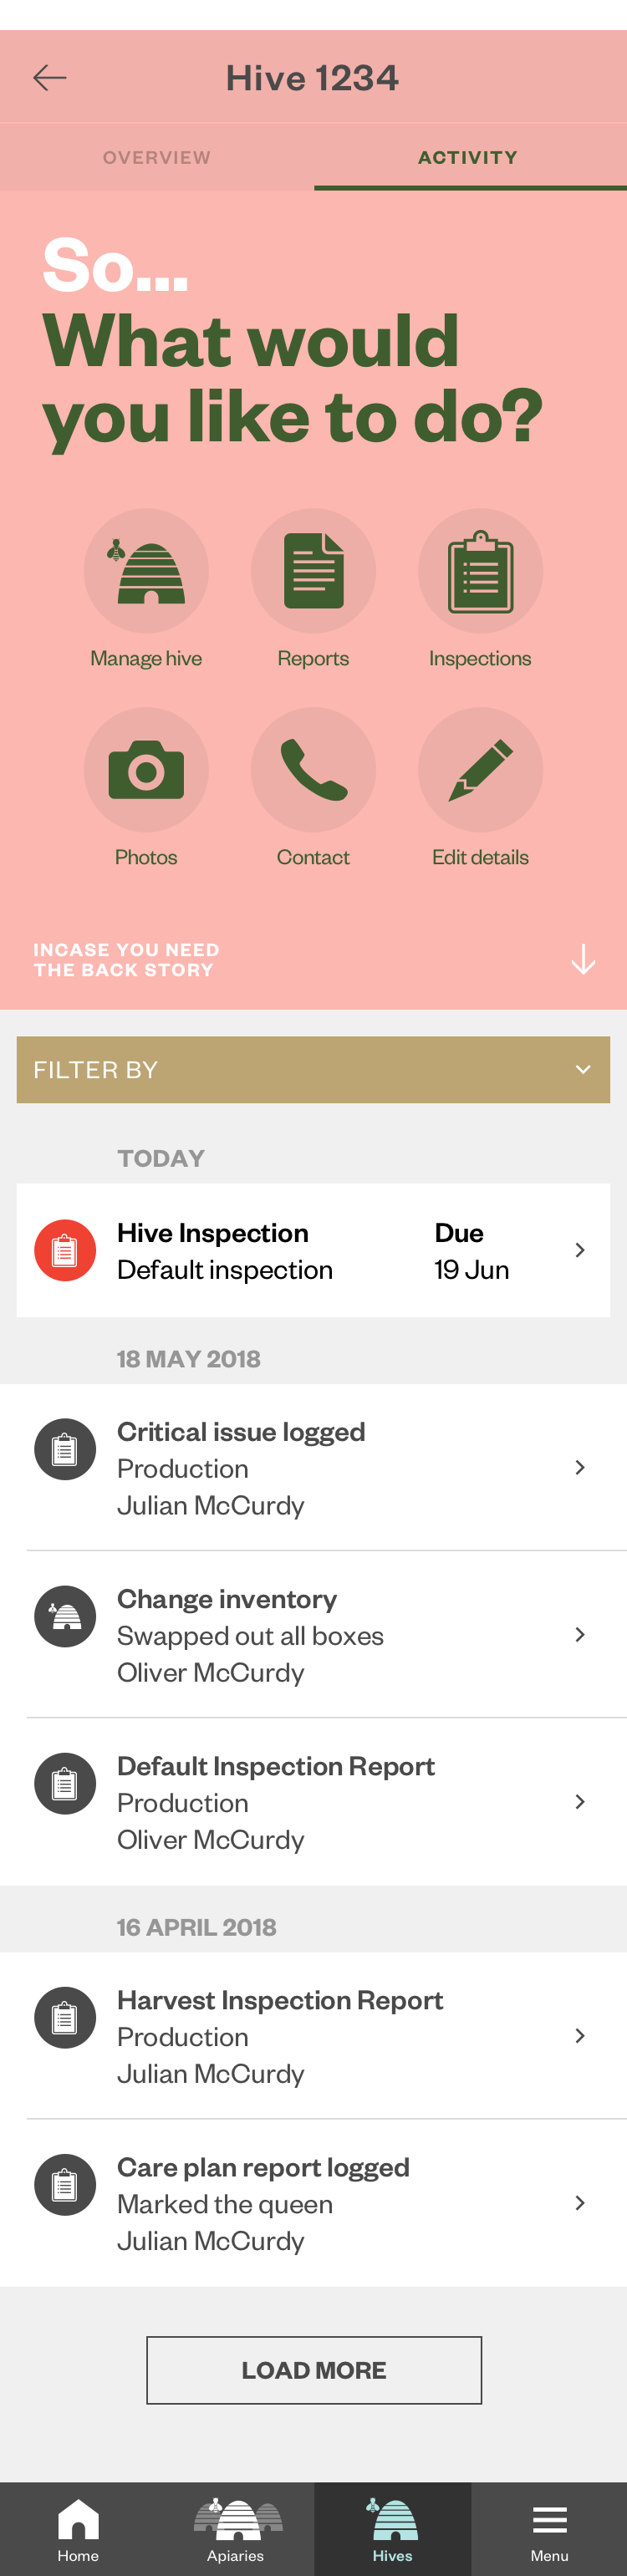 Hive 1234
OVERVIEW
ACTIVITY
So...
What would
you like to do?
Manage hive
Reports
Inspections
Photos
Contact
Edit details
INCASE YOU NEED
THE BACK STORY
FILTER BY
TODAY
Hive Inspection
Due
Default inspection
19 Jun
18 MAY 2018
Critical issue logged
Production
Julian McCurdy
Change inventory
Swapped out all boxes
Oliver McCurdy
Default Inspection Report
Production
Oliver McCurdy
16 APRIL 2018
Harvest Inspection Report
Production
Julian McCurdy
Care plan report logged
Marked the queen
Julian McCurdy
LOAD MORE
Home
Apiaries
Hives
Menu